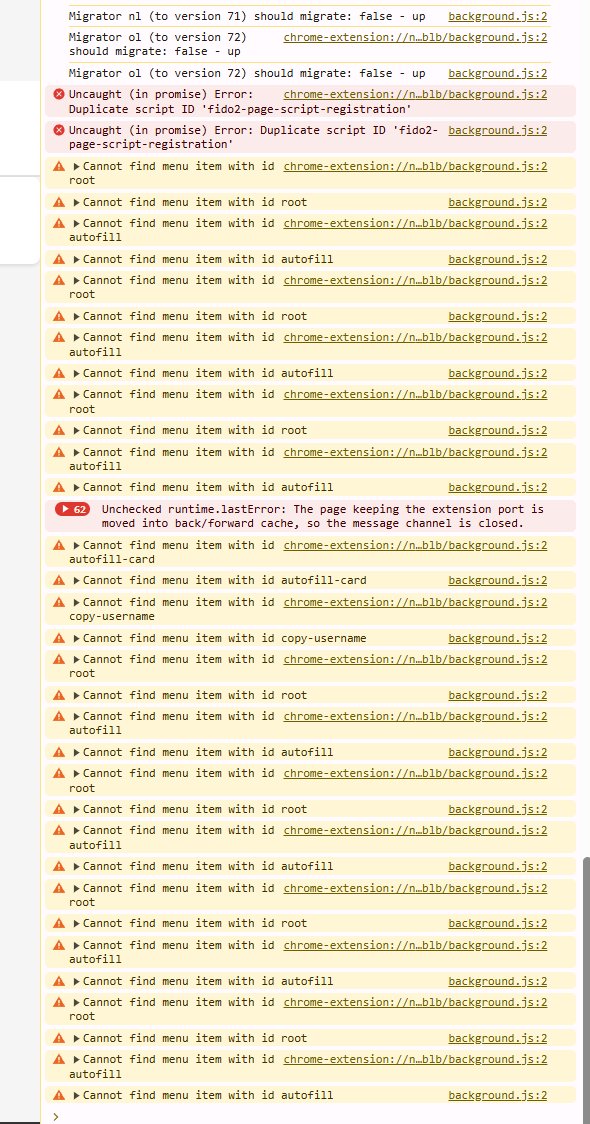 Migrator nl (to version 71) should migrate: false - up background.js:2
Migrator ol (to version 72) chrome-extension://n…blb/background.js:2
should migrate: false - up
Migrator ol (to version 72) should migrate: false - up background.js:2
Uncaught (in promise) Error: chrome-extension://n…blb/background.js:2
Duplicate script ID 'fido2-page-script-registration'
Uncaught (in promise) Error: Duplicate script ID 'fido2- background.js:2
page-script-registration'
Cannot find menu item with id chrome-extension://n…blb/background.js:2
root
Cannot find menu item with id root background.js:2
Cannot find menu item with id chrome-extension://n…blb/background.js:2
autofill
Cannot find menu item with id autofill background.js:2
Cannot find menu item with id chrome-extension://n…blb/background.js:2
root
Cannot find menu item with id root background.js:2
Cannot find menu item with id chrome-extension://n…blb/background.js:2
autofill
Cannot find menu item with id autofill background.js:2
Cannot find menu item with id chrome-extension://n…blb/background.js:2
root
Cannot find menu item with id root background.js:2
Cannot find menu item with id chrome-extension://n…blb/background.js:2
autofill
Cannot find menu item with id autofill background.js:2
62 Unchecked runtime.lastError: The page keeping the extension port is
moved into back/forward cache, so the message channel is closed.
Cannot find menu item with id chrome-extension://n…blb/background.js:2
autofill-card
Cannot find menu item with id autofill-card background.js:2
Cannot find menu item with id chrome-extension://n…blb/background.js:2
copy-username
Cannot find menu item with id copy-username background.js:2
Cannot find menu item with id chrome-extension://n…blb/background.js:2
root
Cannot find menu item with id root background.js:2
Cannot find menu item with id chrome-extension://n…blb/background.js:2
autofill
Cannot find menu item with id autofill background.js:2
Cannot find menu item with id chrome-extension://n…blb/background.js:2
root
Cannot find menu item with id root background.js:2
Cannot find menu item with id chrome-extension://n…blb/background.js:2
autofill
Cannot find menu item with id autofill background.js:2
Cannot find menu item with id chrome-extension://n…blb/background.js:2
root
Cannot find menu item with id root background.js:2
Cannot find menu item with id chrome-extension://n…blb/background.js:2
autofill
Cannot find menu item with id autofill background.js:2
Cannot find menu item with id chrome-extension://n…blb/background.js:2
root
Cannot find menu item with id root background.js:2
Cannot find menu item with id chrome-extension://n…blb/background.js:2
autofill
Cannot find menu item with id autofill background.js:2